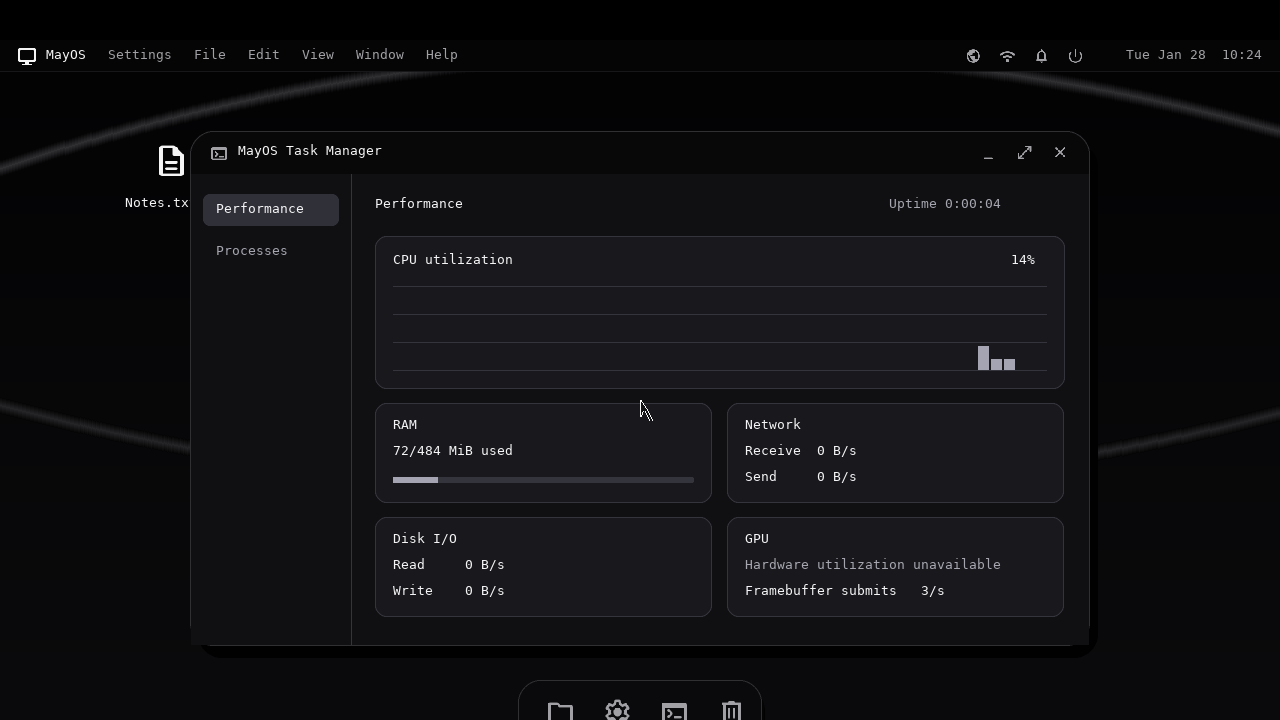 MayOS Settings File Edit View Window Help Tue Jan 28 10:24
MayOS Task Manager
Notes.tx
Performance
Processes
Performance Uptime 0:00:04
CPU utilization 14%
RAM
72/484 MiB used
Network
Receive 0 B/s
Send 0 B/s
Disk I/O
Read 0 B/s
Write 0 B/s
GPU
Hardware utilization unavailable
Framebuffer submits 3/s